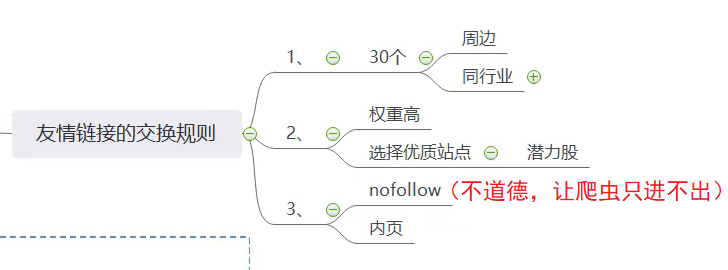 友情链接的交换规则
1、
30个
周边
同行业
2、
权重高
选择优质站点
潜力股
3、
nofollow（不道德，让爬虫只进不出）
内页